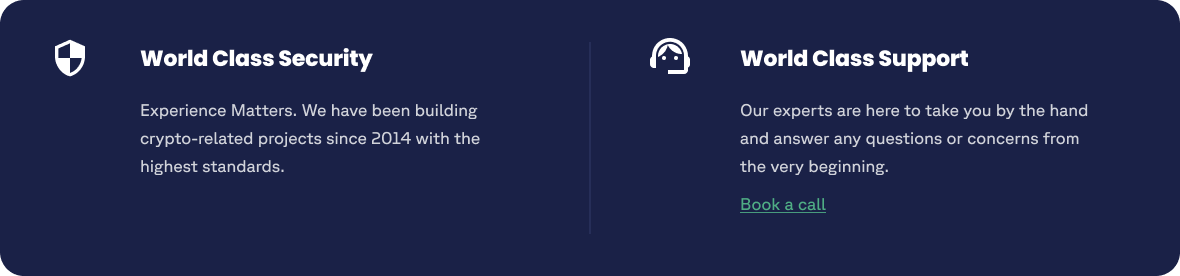 World Class Security
Experience Matters. We have been building
crypto-related projects since 2014 with the
highest standards.
World Class Support
Our experts are here to take you by the hand
and answer any questions or concerns from
the very beginning.
Book a call